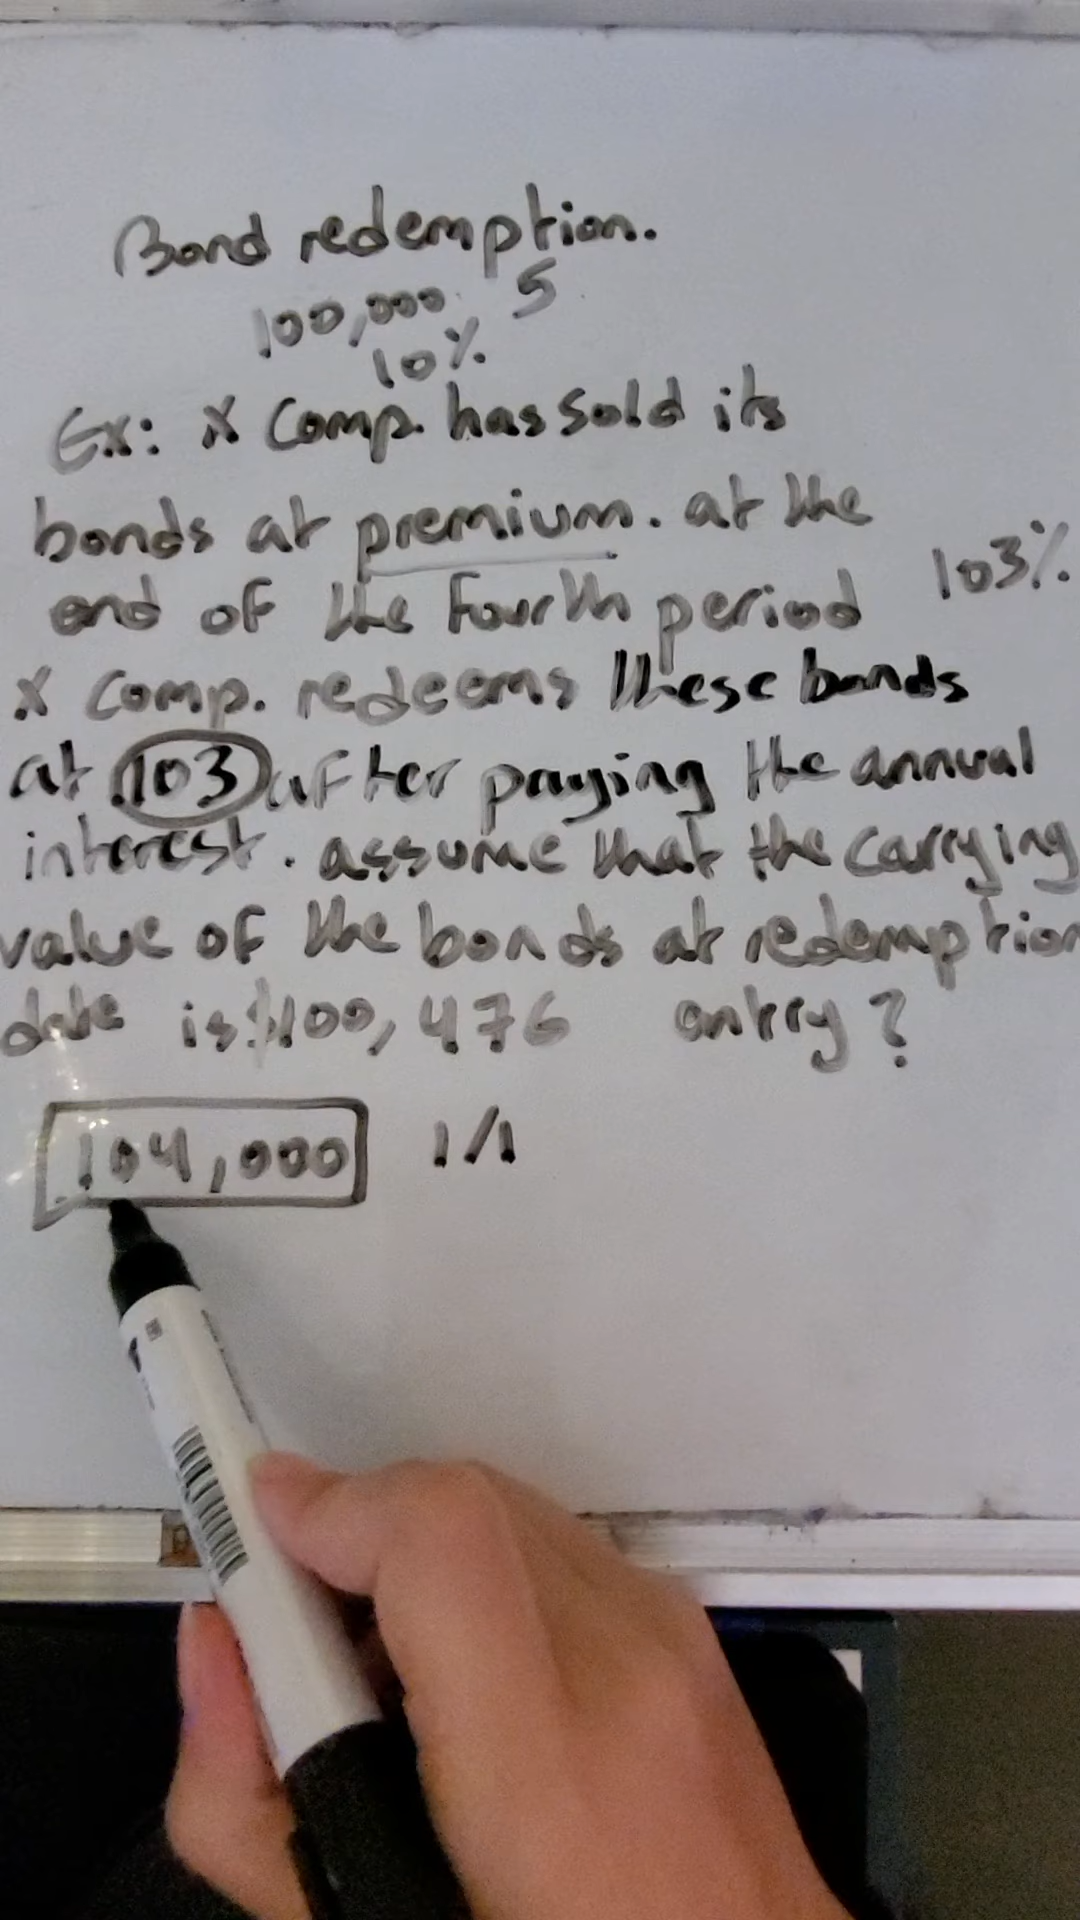 Bond redemption.
100,000 5
10%
Ex: X Comp. has sold its
bonds at premium. at the
end of the fourth period 103%
X Comp. redeems these bonds
at 103 after paying the annual
interest. assume that the carrying
value of the bonds at redemption
date is $100,476 entry?
104,000 1/1